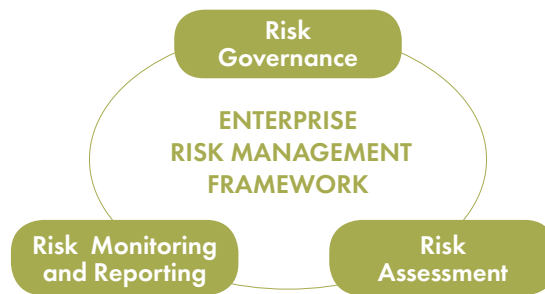 Risk
Governance
ENTERPRISE
RISK MANAGEMENT
FRAMEWORK
Risk Monitoring
and Reporting
Risk
Assessment